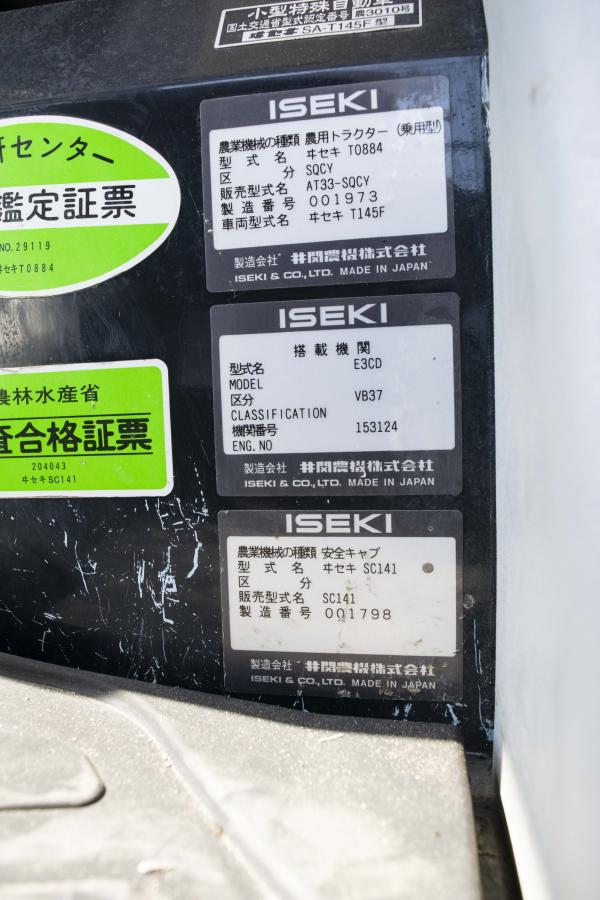 小型特殊自動車
国土交通省型式認定番号 農3010号
ヰセキ SA-T145F型
研センター
鑑定証票
NO.29119
ヰセキT0884
農林水産省
査合格証票
204043
ヰセキSC141
ISEKI
農業機械の種類 農用トラクター(乗用型)
型式名 ヰセキ T0884
区分 SQCY
販売型式名 AT33-SQCY
製造番号 001973
車両型式名 ヰセキ T145F
製造会社 井関農機株式会社
ISEKI & CO.,LTD. MADE IN JAPAN
ISEKI
搭載機関
型式名 E3CD
MODEL
区分 VB37
CLASSIFICATION
機関番号 153124
ENG.NO
製造会社 井関農機株式会社
ISEKI & CO.,LTD. MADE IN JAPAN
ISEKI
農業機械の種類 安全キャブ
型式名 ヰセキ SC141
区分
販売型式名 SC141
製造番号 001798
製造会社 井関農機株式会社
ISEKI & CO.,LTD. MADE IN JAPAN